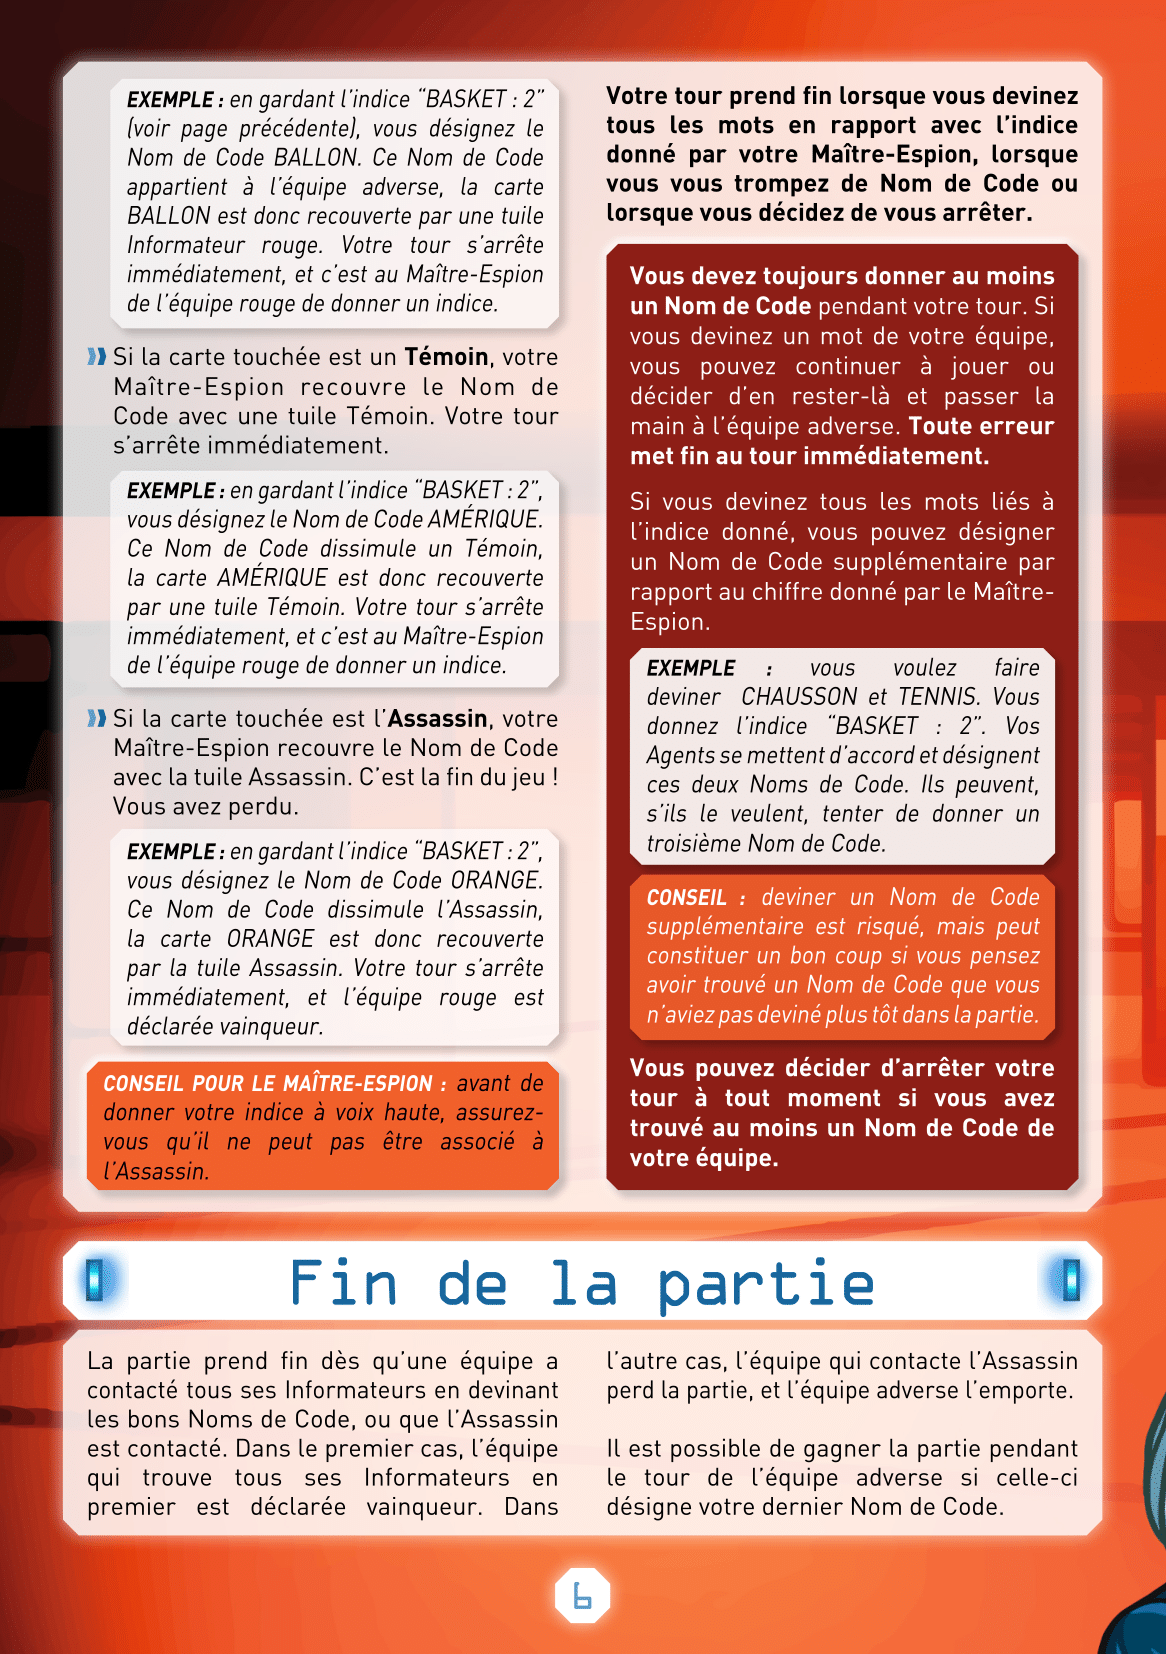 EXEMPLE : en gardant l’indice “BASKET : 2”
(voir page précédente), vous désignez le
Nom de Code BALLON. Ce Nom de Code
appartient à l’équipe adverse, la carte
BALLON est donc recouverte par une tuile
Informateur rouge. Votre tour s’arrête
immédiatement, et c’est au Maître-Espion
de l’équipe rouge de donner un indice.
Si la carte touchée est un Témoin, votre
Maître-Espion recouvre le Nom de
Code avec une tuile Témoin. Votre tour
s’arrête immédiatement.
EXEMPLE : en gardant l’indice “BASKET : 2”,
vous désignez le Nom de Code AMÉRIQUE.
Ce Nom de Code dissimule un Témoin,
la carte AMÉRIQUE est donc recouverte
par une tuile Témoin. Votre tour s’arrête
immédiatement, et c’est au Maître-Espion
de l’équipe rouge de donner un indice.
Si la carte touchée est l’Assassin, votre
Maître-Espion recouvre le Nom de Code
avec la tuile Assassin. C’est la fin du jeu !
Vous avez perdu.
EXEMPLE : en gardant l’indice “BASKET : 2”,
vous désignez le Nom de Code ORANGE.
Ce Nom de Code dissimule l’Assassin,
la carte ORANGE est donc recouverte
par la tuile Assassin. Votre tour s’arrête
immédiatement, et l’équipe rouge est
déclarée vainqueur.
CONSEIL POUR LE MAÎTRE-ESPION : avant de
donner votre indice à voix haute, assurez-
vous qu’il ne peut pas être associé à
l’Assassin.
Votre tour prend fin lorsque vous devinez
tous les mots en rapport avec l’indice
donné par votre Maître-Espion, lorsque
vous vous trompez de Nom de Code ou
lorsque vous décidez de vous arrêter.
Vous devez toujours donner au moins
un Nom de Code pendant votre tour. Si
vous devinez un mot de votre équipe,
vous pouvez continuer à jouer ou
décider d’en rester-là et passer la
main à l’équipe adverse. Toute erreur
met fin au tour immédiatement.
Si vous devinez tous les mots liés à
l’indice donné, vous pouvez désigner
un Nom de Code supplémentaire par
rapport au chiffre donné par le Maître-
Espion.
EXEMPLE : vous voulez faire
deviner CHAUSSON et TENNIS. Vous
donnez l’indice “BASKET : 2”. Vos
Agents se mettent d’accord et désignent
ces deux Noms de Code. Ils peuvent,
s’ils le veulent, tenter de donner un
troisième Nom de Code.
CONSEIL : deviner un Nom de Code
supplémentaire est risqué, mais peut
constituer un bon coup si vous pensez
avoir trouvé un Nom de Code que vous
n’aviez pas deviné plus tôt dans la partie.
Vous pouvez décider d’arrêter votre
tour à tout moment si vous avez
trouvé au moins un Nom de Code de
votre équipe.
Fin de la partie
La partie prend fin dès qu’une équipe a
contacté tous ses Informateurs en devinant
les bons Noms de Code, ou que l’Assassin
est contacté. Dans le premier cas, l’équipe
qui trouve tous ses Informateurs en
premier est déclarée vainqueur. Dans
l’autre cas, l’équipe qui contacte l’Assassin
perd la partie, et l’équipe adverse l’emporte.
Il est possible de gagner la partie pendant
le tour de l’équipe adverse si celle-ci
désigne votre dernier Nom de Code.
6